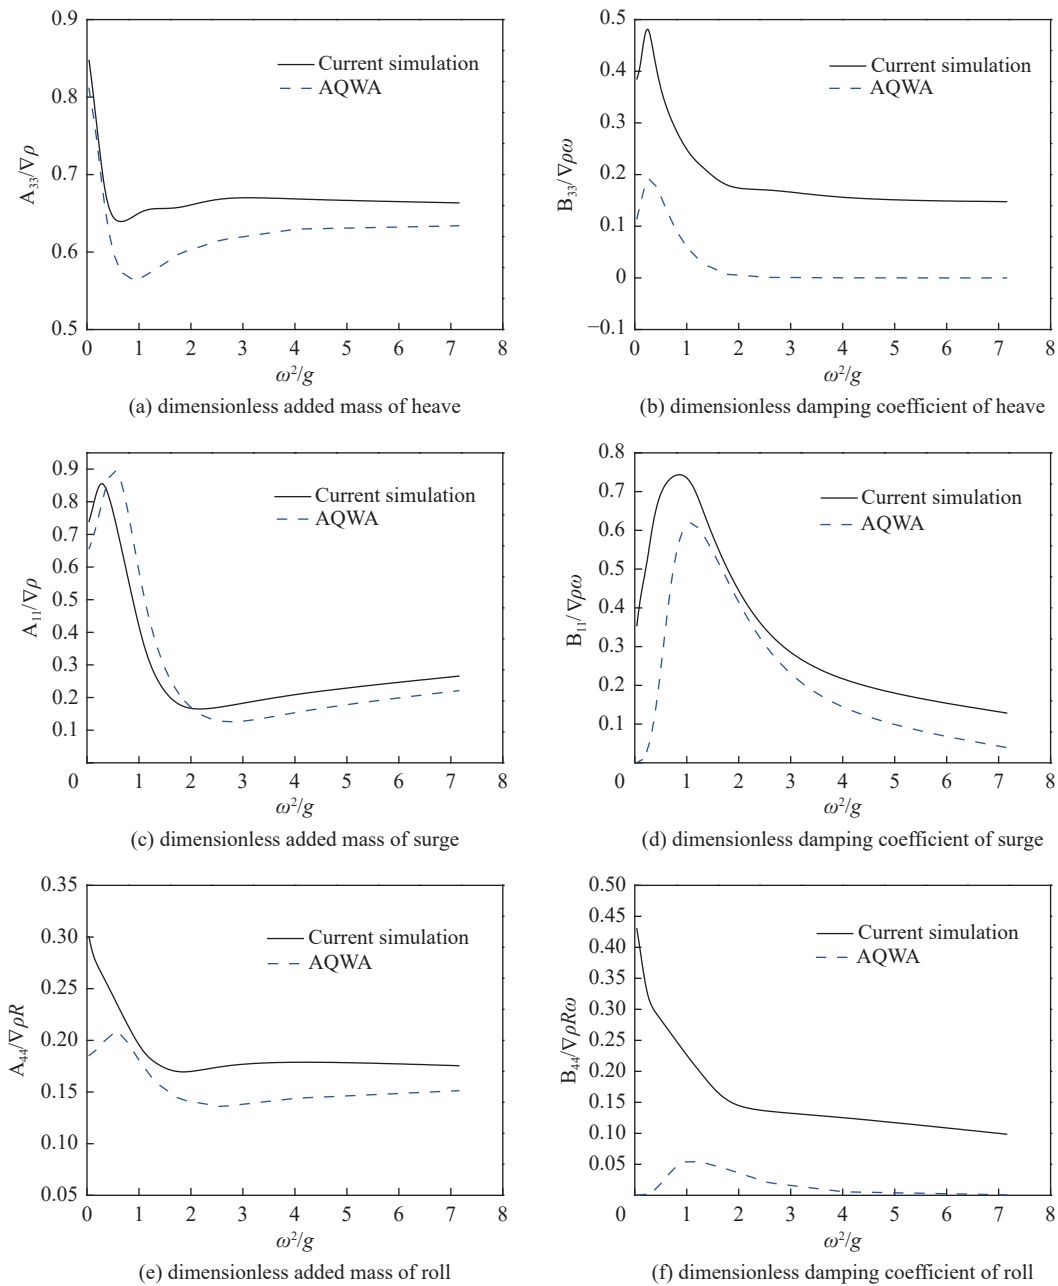 0.9
0.8
0.7
0.6
0.5
A₃₃/∇ρ
Current simulation
AQWA
0 1 2 3 4 5 6 7 8
ω²/g
(a) dimensionless added mass of heave
0.5
0.4
0.3
0.2
0.1
0
−0.1
B₃₃/∇ρω
Current simulation
AQWA
0 1 2 3 4 5 6 7 8
ω²/g
(b) dimensionless damping coefficient of heave
0.9
0.8
0.7
0.6
0.5
0.4
0.3
0.2
0.1
A₁₁/∇ρ
Current simulation
AQWA
0 1 2 3 4 5 6 7 8
ω²/g
(c) dimensionless added mass of surge
0.8
0.7
0.6
0.5
0.4
0.3
0.2
0.1
B₁₁/∇ρω
Current simulation
AQWA
0 1 2 3 4 5 6 7 8
ω²/g
(d) dimensionless damping coefficient of surge
0.35
0.30
0.25
0.20
0.15
0.10
0.05
A₄₄/∇ρR
Current simulation
AQWA
0 1 2 3 4 5 6 7 8
ω²/g
(e) dimensionless added mass of roll
0.50
0.45
0.40
0.35
0.30
0.25
0.20
0.15
0.10
0.05
B₄₄/∇ρRω
Current simulation
AQWA
0 1 2 3 4 5 6 7 8
ω²/g
(f) dimensionless damping coefficient of roll